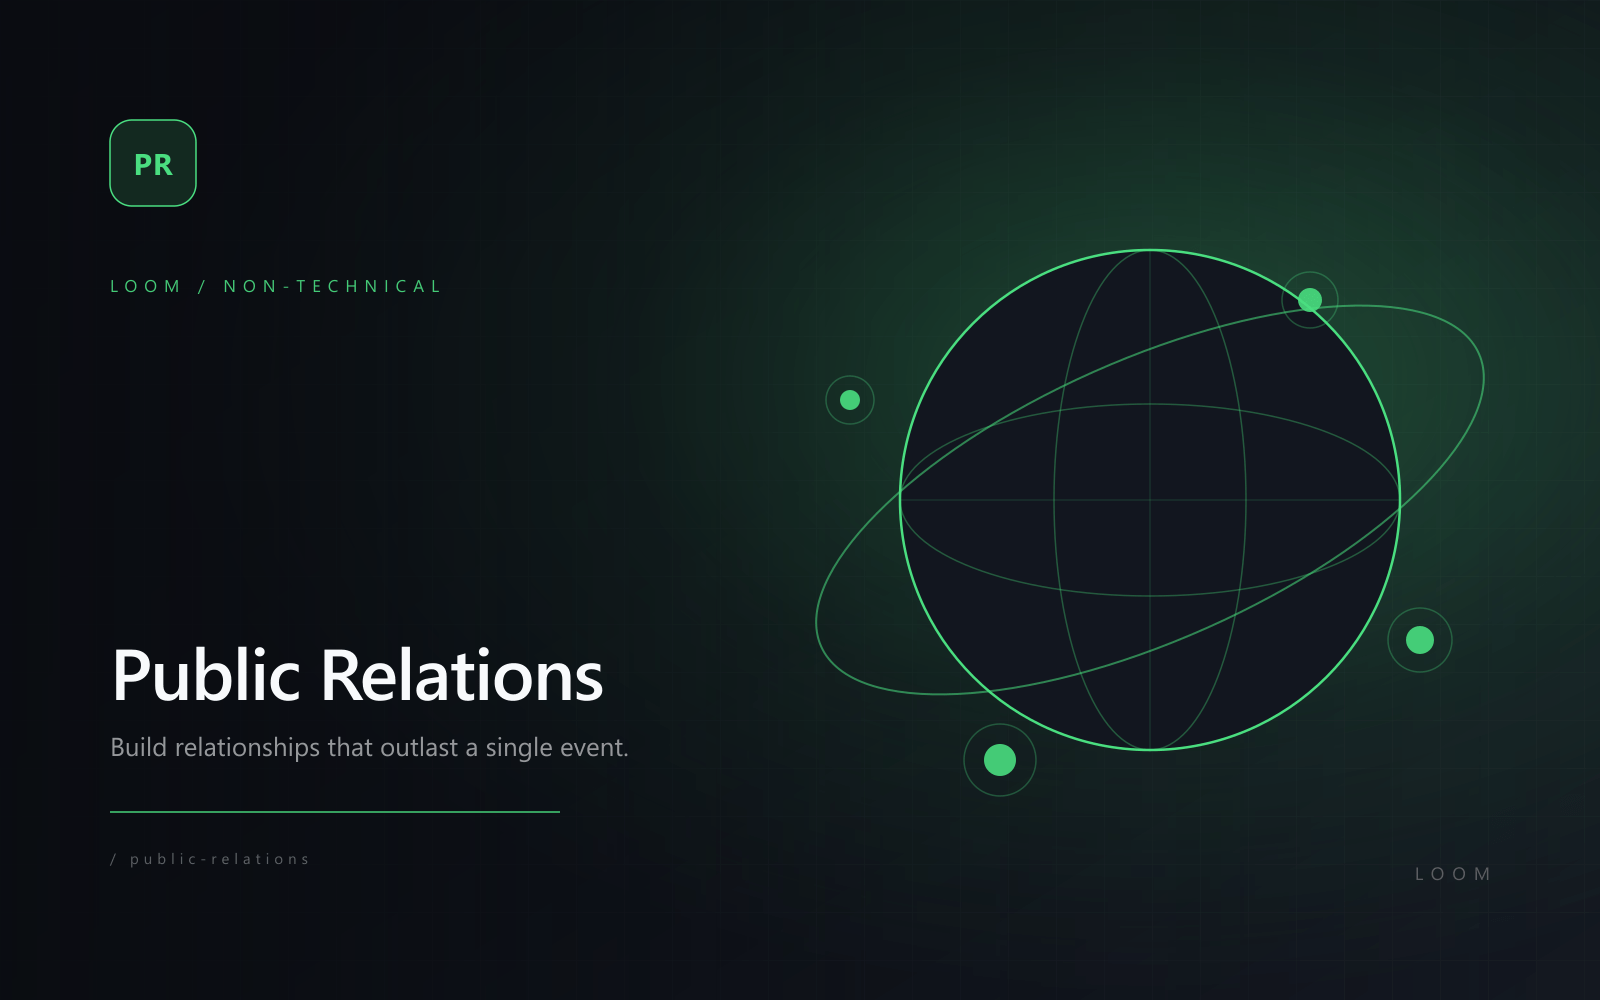 PR
LOOM / NON-TECHNICAL
Public Relations
Build relationships that outlast a single event.
/ public-relations
LOOM